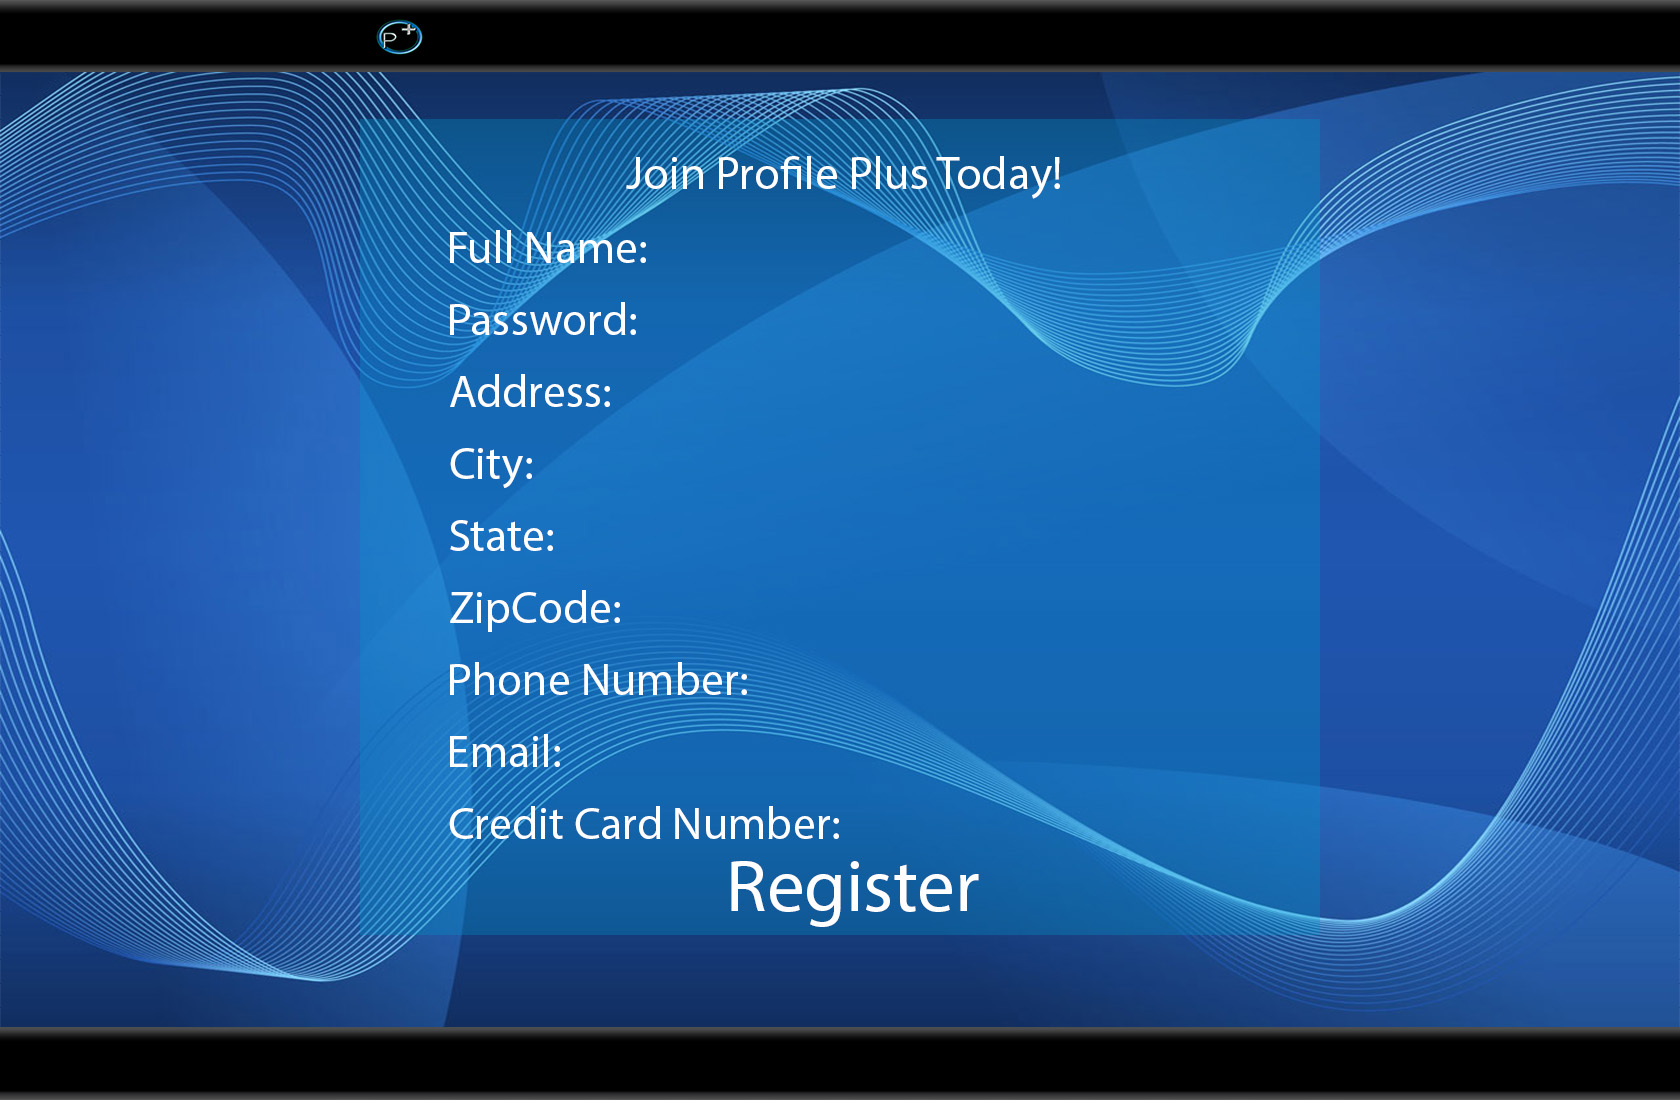 P+
Join Profile Plus Today!
Full Name:
Password:
Address:
City:
State:
ZipCode:
Phone Number:
Email:
Credit Card Number:
Register